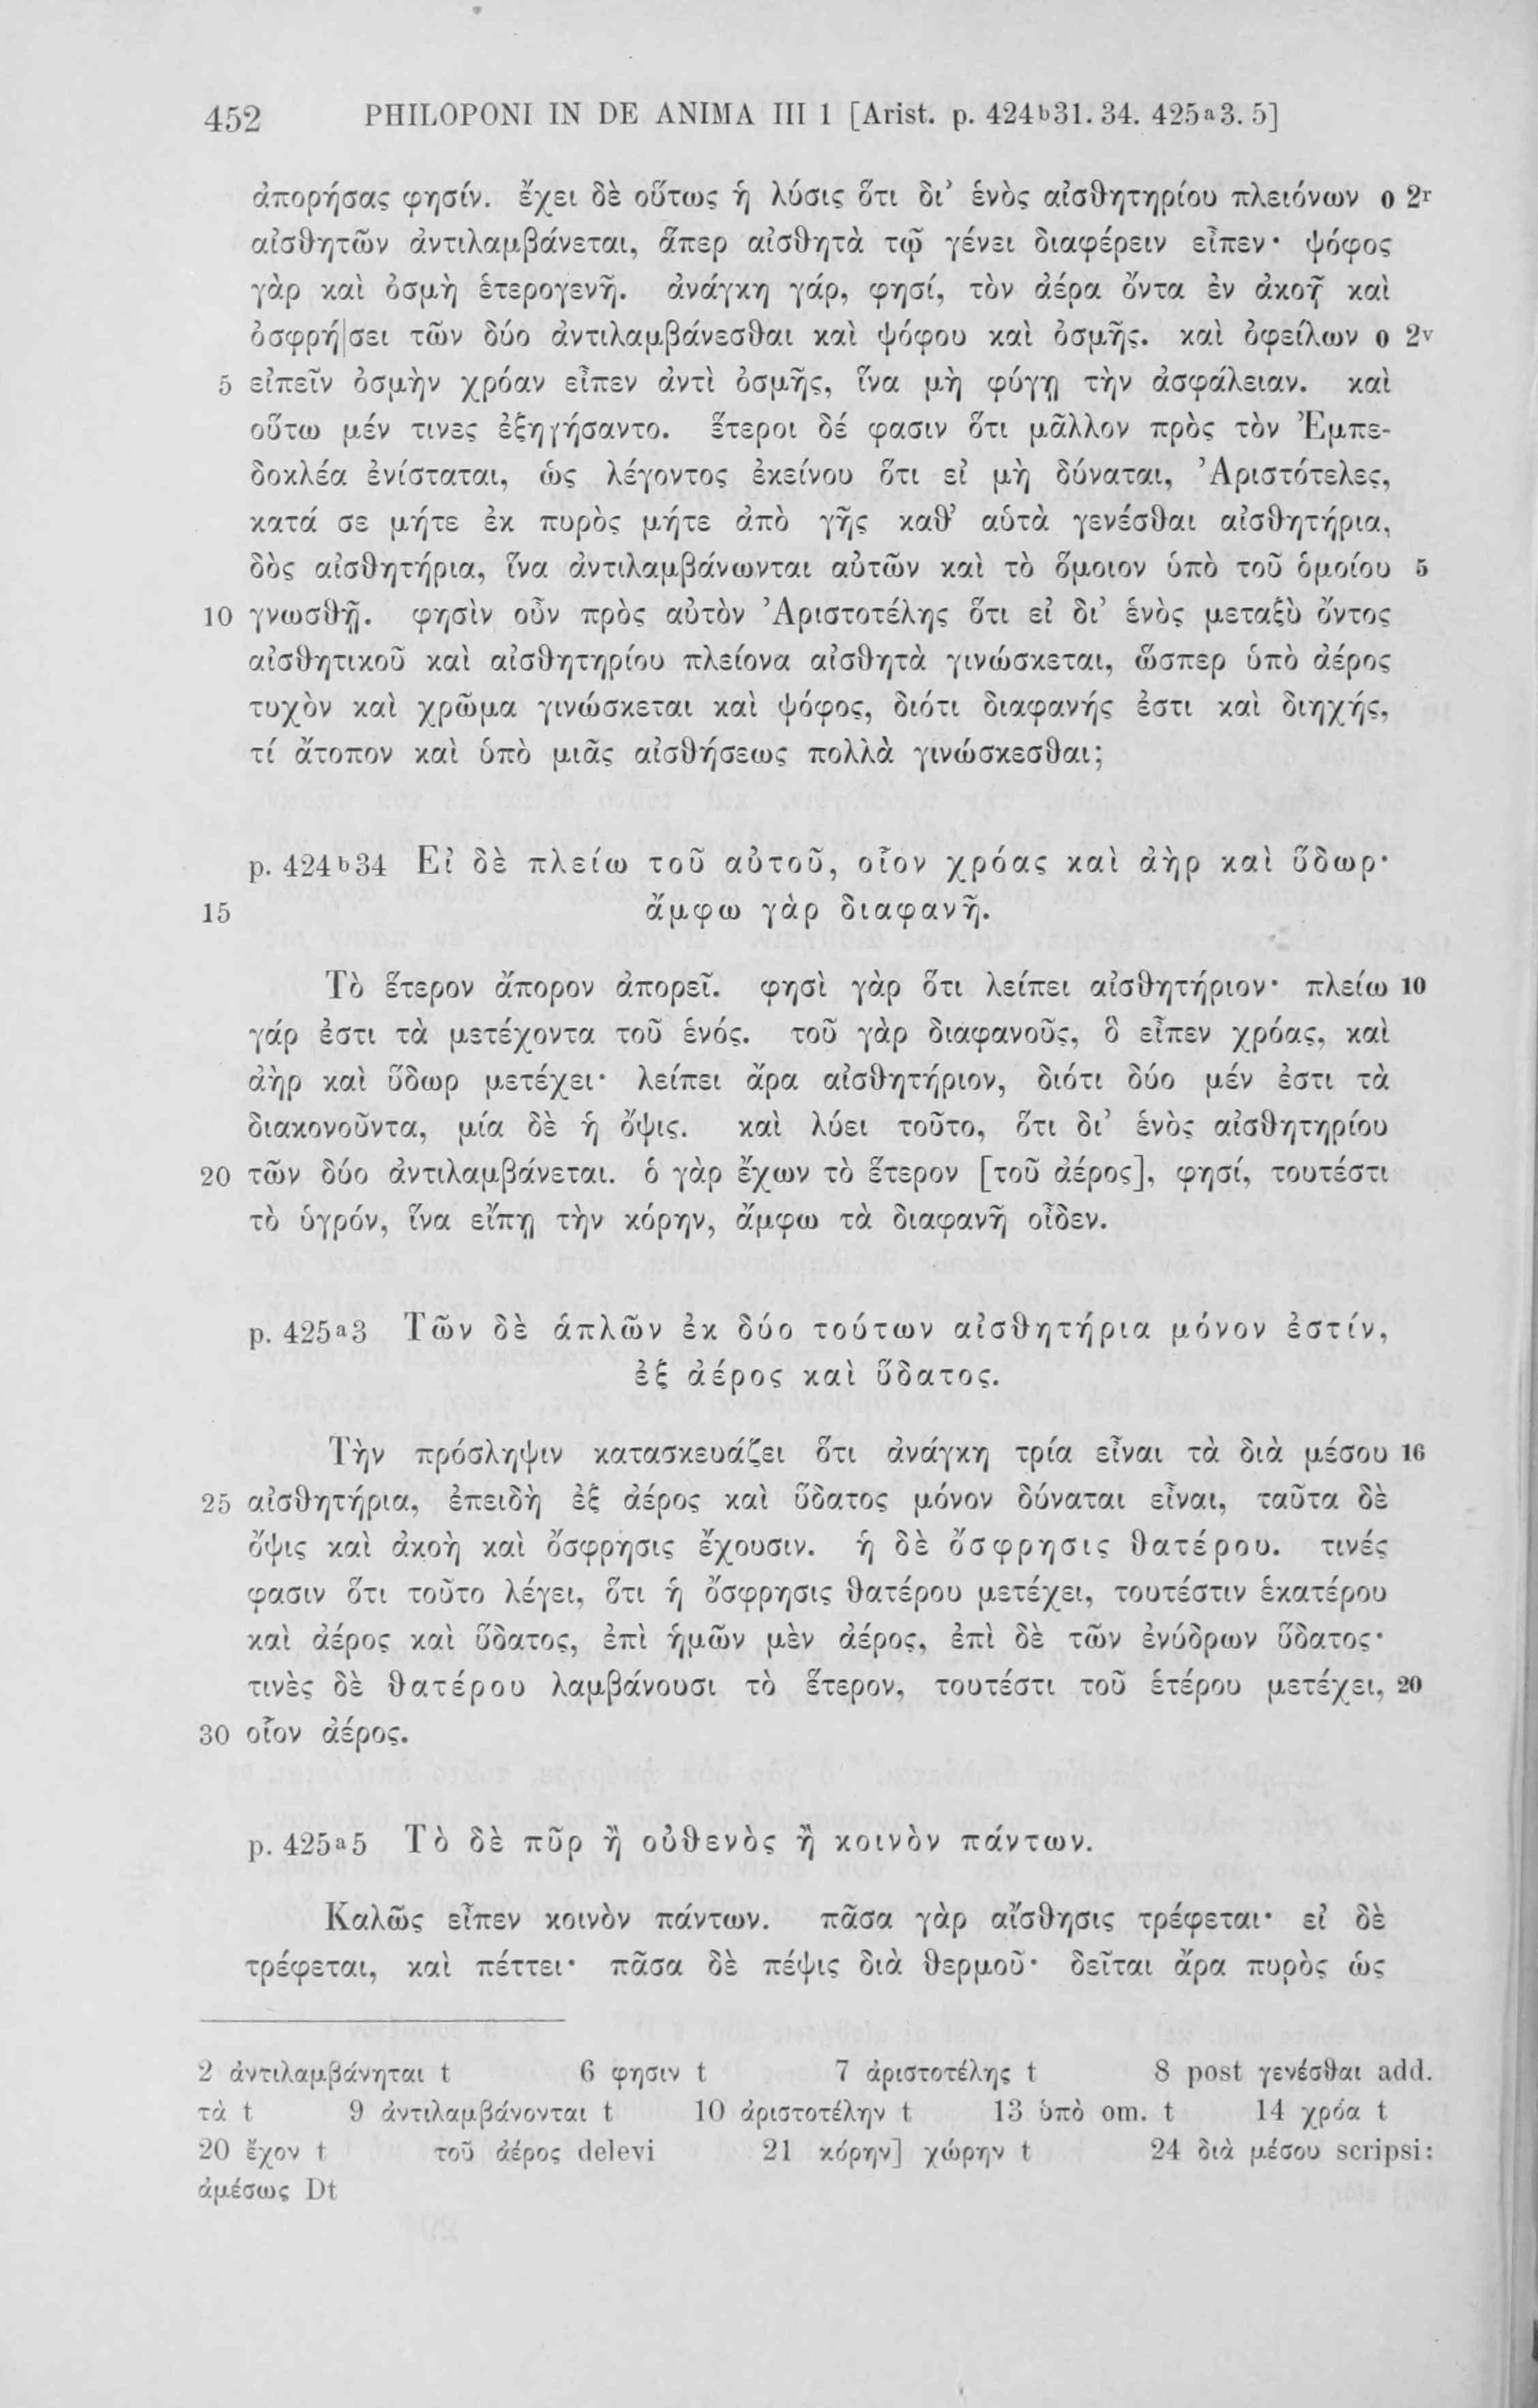 452 PHILOPONI IN DE ANIMA III 1 [Arist. p. 424b31. 34. 425a3. 5]
ἀπορήσας φησίν. ἔχει δὲ οὕτως ἡ λύσις ὅτι δι’ ἑνὸς αἰσθητηρίου πλειόνων o 2r
αἰσθητῶν ἀντιλαμβάνεται, ἅπερ αἰσθητὰ τῷ γένει διαφέρειν εἶπεν· ψόφος
γὰρ καὶ ὀσμὴ ἑτερογενῆ. ἀνάγκη γάρ, φησί, τὸν ἀέρα ὄντα ἐν ἀκοῇ καὶ
ὀσφρή|σει τῶν δύο ἀντιλαμβάνεσθαι καὶ ψόφου καὶ ὀσμῆς. καὶ ὀφείλων o 2v
5 εἰπεῖν ὀσμὴν χρόαν εἶπεν ἀντὶ ὀσμῆς, ἵνα μὴ φύγῃ τὴν ἀσφάλειαν. καὶ
οὕτω μέν τινες ἐξηγήσαντο. ἕτεροι δέ φασιν ὅτι μᾶλλον πρὸς τὸν Ἐμπε-
δοκλέα ἐνίσταται, ὡς λέγοντος ἐκείνου ὅτι εἰ μὴ δύναται, Ἀριστότελες,
κατά σε μήτε ἐκ πυρὸς μήτε ἀπὸ γῆς καθ’ αὑτὰ γενέσθαι αἰσθητήρια,
δὸς αἰσθητήρια, ἵνα ἀντιλαμβάνωνται αὐτῶν καὶ τὸ ὅμοιον ὑπὸ τοῦ ὁμοίου 5
10 γνωσθῇ. φησὶν οὖν πρὸς αὐτὸν Ἀριστοτέλης ὅτι εἰ δι’ ἑνὸς μεταξὺ ὄντος
αἰσθητικοῦ καὶ αἰσθητηρίου πλείονα αἰσθητὰ γινώσκεται, ὥσπερ ὑπὸ ἀέρος
τυχὸν καὶ χρῶμα γινώσκεται καὶ ψόφος, διότι διαφανής ἐστι καὶ διηχής,
τί ἄτοπον καὶ ὑπὸ μιᾶς αἰσθήσεως πολλὰ γινώσκεσθαι;
p. 424b34 Εἰ δὲ πλείω τοῦ αὐτοῦ, οἷον χρόας καὶ ἀὴρ καὶ ὕδωρ·
15 ἄμφω γὰρ διαφανῆ.
Τὸ ἕτερον ἄπορον ἀπορεῖ. φησὶ γὰρ ὅτι λείπει αἰσθητήριον· πλείω 10
γάρ ἐστι τὰ μετέχοντα τοῦ ἑνός. τοῦ γὰρ διαφανοῦς, ὃ εἶπεν χρόας, καὶ
ἀὴρ καὶ ὕδωρ μετέχει· λείπει ἄρα αἰσθητήριον, διότι δύο μέν ἐστι τὰ
διακονοῦντα, μία δὲ ἡ ὄψις. καὶ λύει τοῦτο, ὅτι δι’ ἑνὸς αἰσθητηρίου
20 τῶν δύο ἀντιλαμβάνεται. ὁ γὰρ ἔχων τὸ ἕτερον [τοῦ ἀέρος], φησί, τουτέστι
τὸ ὑγρόν, ἵνα εἴπῃ τὴν κόρην, ἄμφω τὰ διαφανῆ οἶδεν.
p. 425a3 Τῶν δὲ ἁπλῶν ἐκ δύο τούτων αἰσθητήρια μόνον ἐστίν,
ἐξ ἀέρος καὶ ὕδατος.
Τὴν πρόσληψιν κατασκευάζει ὅτι ἀνάγκη τρία εἶναι τὰ διὰ μέσου 16
25 αἰσθητήρια, ἐπειδὴ ἐξ ἀέρος καὶ ὕδατος μόνον δύναται εἶναι, ταῦτα δὲ
ὄψις καὶ ἀκοὴ καὶ ὄσφρησις ἔχουσιν. ἡ δὲ ὄσφρησις θατέρου. τινές
φασιν ὅτι τοῦτο λέγει, ὅτι ἡ ὄσφρησις θατέρου μετέχει, τουτέστιν ἑκατέρου
καὶ ἀέρος καὶ ὕδατος, ἐπὶ ἡμῶν μὲν ἀέρος, ἐπὶ δὲ τῶν ἐνύδρων ὕδατος·
τινὲς δὲ θατέρου λαμβάνουσι τὸ ἕτερον, τουτέστι τοῦ ἑτέρου μετέχει, 20
30 οἷον ἀέρος.
p. 425a5 Τὸ δὲ πῦρ ἢ οὐθενὸς ἢ κοινὸν πάντων.
Καλῶς εἶπεν κοινὸν πάντων. πᾶσα γὰρ αἴσθησις τρέφεται· εἰ δὲ
τρέφεται, καὶ πέττει· πᾶσα δὲ πέψις διὰ θερμοῦ· δεῖται ἄρα πυρὸς ὡς
2 ἀντιλαμβάνηται t 6 φησιν t 7 ἀριστοτέλης t 8 post γενέσθαι add.
τὰ t 9 ἀντιλαμβάνονται t 10 ἀριστοτέλην t 13 ὑπὸ om. t 14 χρόα t
20 ἔχον t τοῦ ἀέρος delevi 21 κόρην] χώρην t 24 διὰ μέσου scripsi:
ἀμέσως Dt